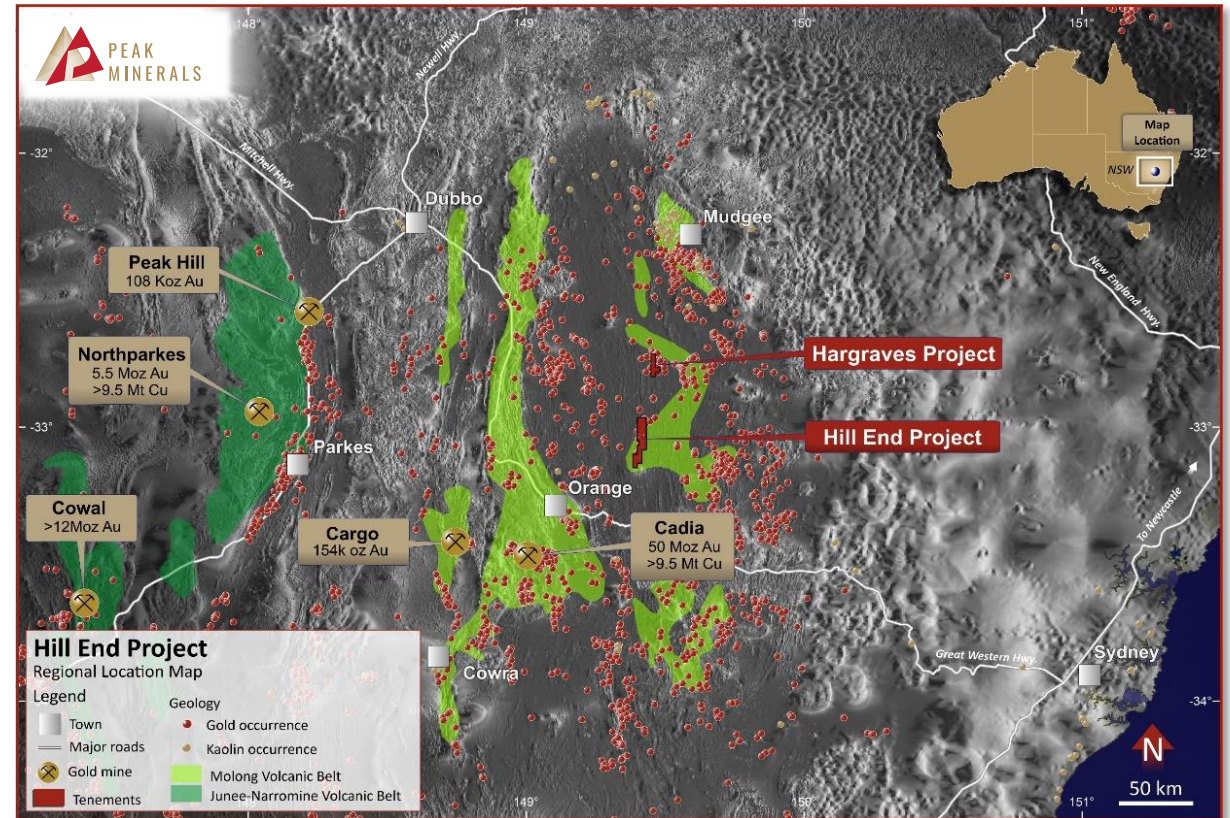 PEAK
MINERALS
148°
149°
150°
151°
Newell Hwy.
Mitchell Hwy.
Map
Location
NSW
-32°
-32°
Dubbo
Mudgee
Peak Hill
108 Koz Au
New England Hwy.
Northparkes
5.5 Moz Au
>9.5 Mt Cu
Hargraves Project
-33°
-33°
Hill End Project
Parkes
Orange
Cowal
>12Moz Au
Cargo
154k oz Au
Cadia
50 Moz Au
>9.5 Mt Cu
To Newcastle
Great Western Hwy.
Sydney
Cowra
-34°
Hill End Project
Regional Location Map
Legend
Town
Major roads
Gold mine
Tenements
Geology
Gold occurrence
Kaolin occurrence
Molong Volcanic Belt
Junee-Narromine Volcanic Belt
149°
150°
151°
N
50 km